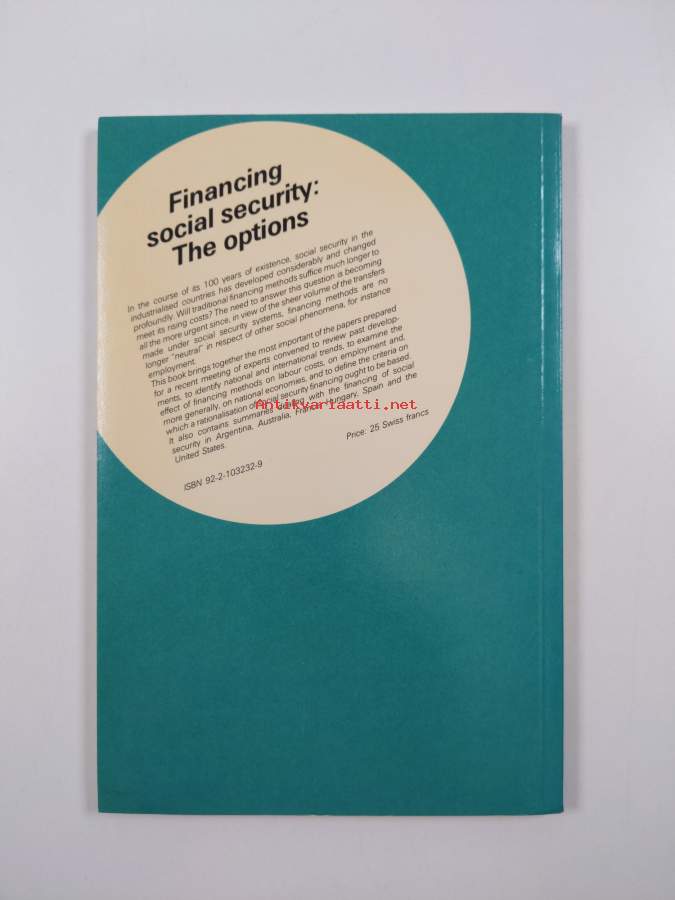 Financing
social security:
The options
In the course of its 100 years of existence, social security in the
industrialised countries has developed considerably and changed
profoundly. Will traditional financing methods suffice much longer to
meet its rising costs? The need to answer this question is becoming
all the more urgent since, in view of the sheer volume of the transfers
made under social security systems, financing methods are no
longer "neutral" in respect of other social phenomena, for instance
employment.
This book brings together the most important of the papers prepared
for a recent meeting of experts convened to review past develop-
ments, to identify national and international trends, to examine the
effect of financing methods on labour costs, on employment and,
more generally, on national economies, and to define the criteria on
which a rationalisation of social security financing ought to be based.
It also contains summaries dealing with the financing of social
security in Argentina, Australia, France, Hungary, Spain and the
United States.
Price: 25 Swiss francs
ISBN 92-2-103232-9
Antikvariaatti.net